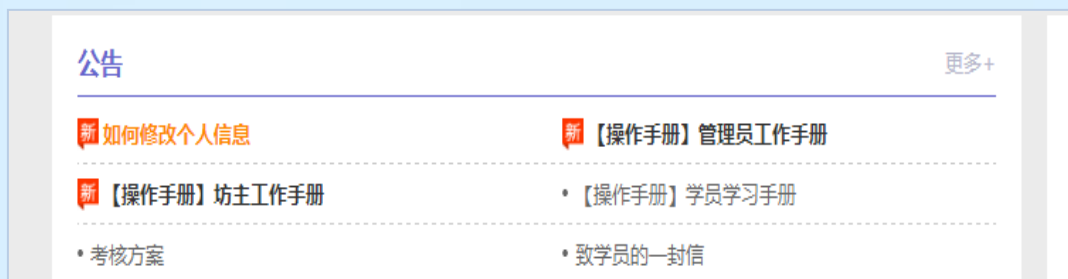 公告
更多+
新 如何修改个人信息
新 【操作手册】管理员工作手册
新 【操作手册】坊主工作手册
• 【操作手册】学员学习手册
• 考核方案
• 致学员的一封信